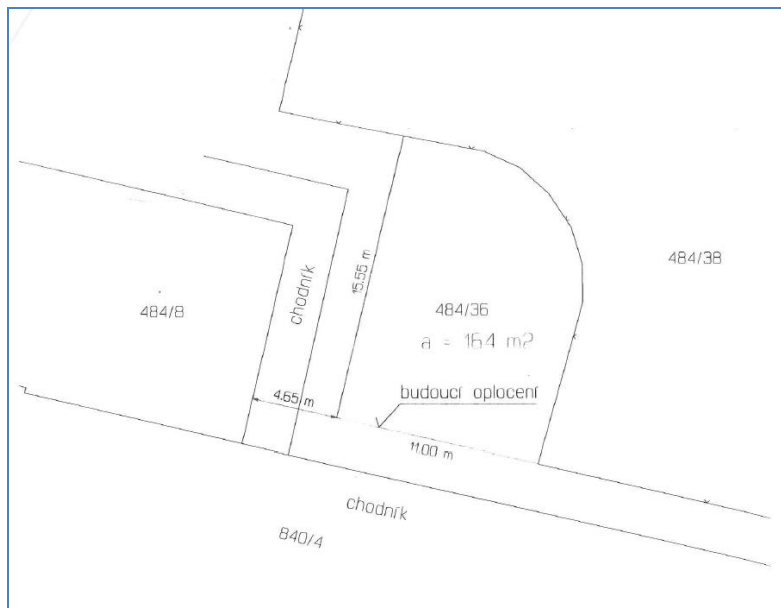 484/38
15.55 m
chodník
484/8
484/36
a = 164 m2
budoucí oplocení
4.65 m
11.00 m
chodník
840/4